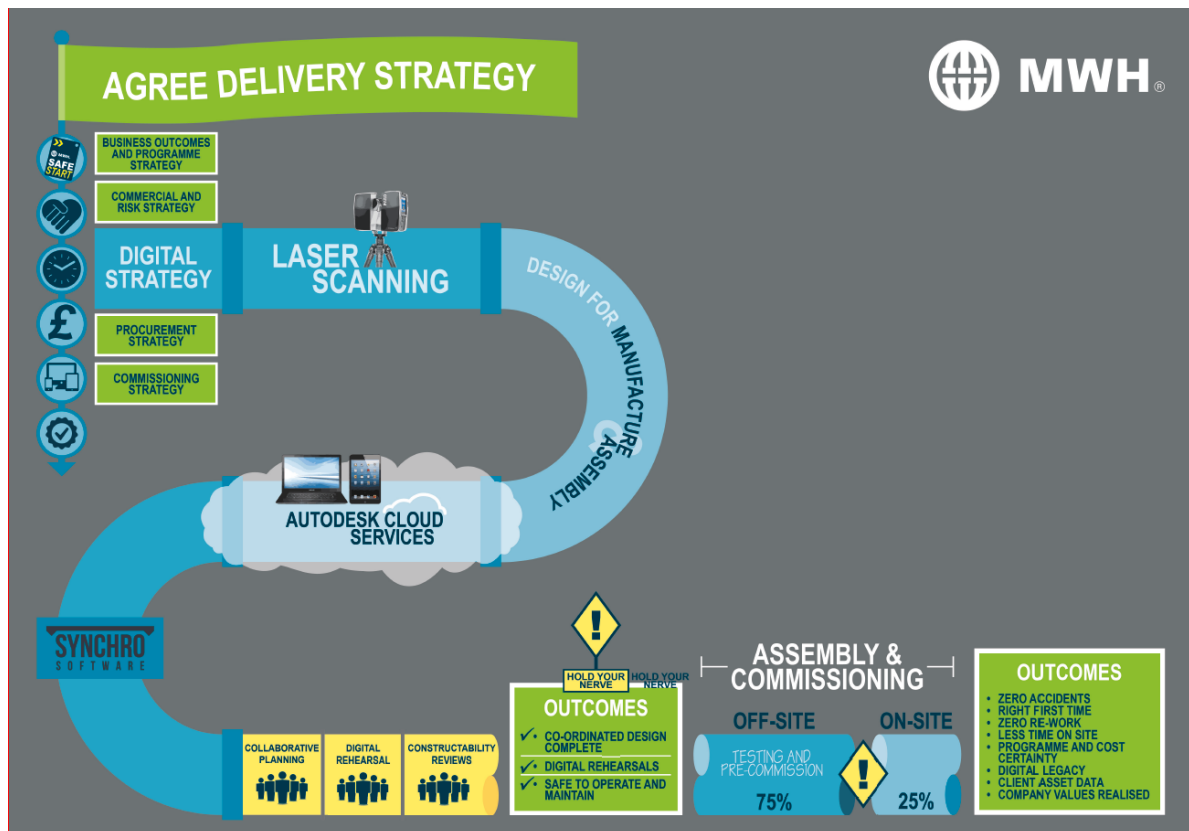 AGREE DELIVERY STRATEGY
MWH®
MWH
SAFE
START
BUSINESS OUTCOMES
AND PROGRAMME
STRATEGY
COMMERCIAL AND
RISK STRATEGY
DIGITAL
STRATEGY
LASER
SCANNING
DESIGN FOR MANUFACTURE
& ASSEMBLY
£
PROCUREMENT
STRATEGY
COMMISSIONING
STRATEGY
AUTODESK CLOUD
SERVICES
SYNCHRO
SOFTWARE
COLLABORATIVE
PLANNING
DIGITAL
REHEARSAL
CONSTRUCTABILITY
REVIEWS
!
HOLD YOUR
NERVE
HOLD YOUR
NERVE
OUTCOMES
✓• CO-ORDINATED DESIGN
COMPLETE
✓• DIGITAL REHEARSALS
✓• SAFE TO OPERATE AND
MAINTAIN
ASSEMBLY &
COMMISSIONING
OFF-SITE
TESTING AND
PRE-COMMISSION
75%
!
ON-SITE
25%
OUTCOMES
• ZERO ACCIDENTS
• RIGHT FIRST TIME
• ZERO RE-WORK
• LESS TIME ON SITE
• PROGRAMME AND COST
CERTAINTY
• DIGITAL LEGACY
• CLIENT ASSET DATA
• COMPANY VALUES REALISED